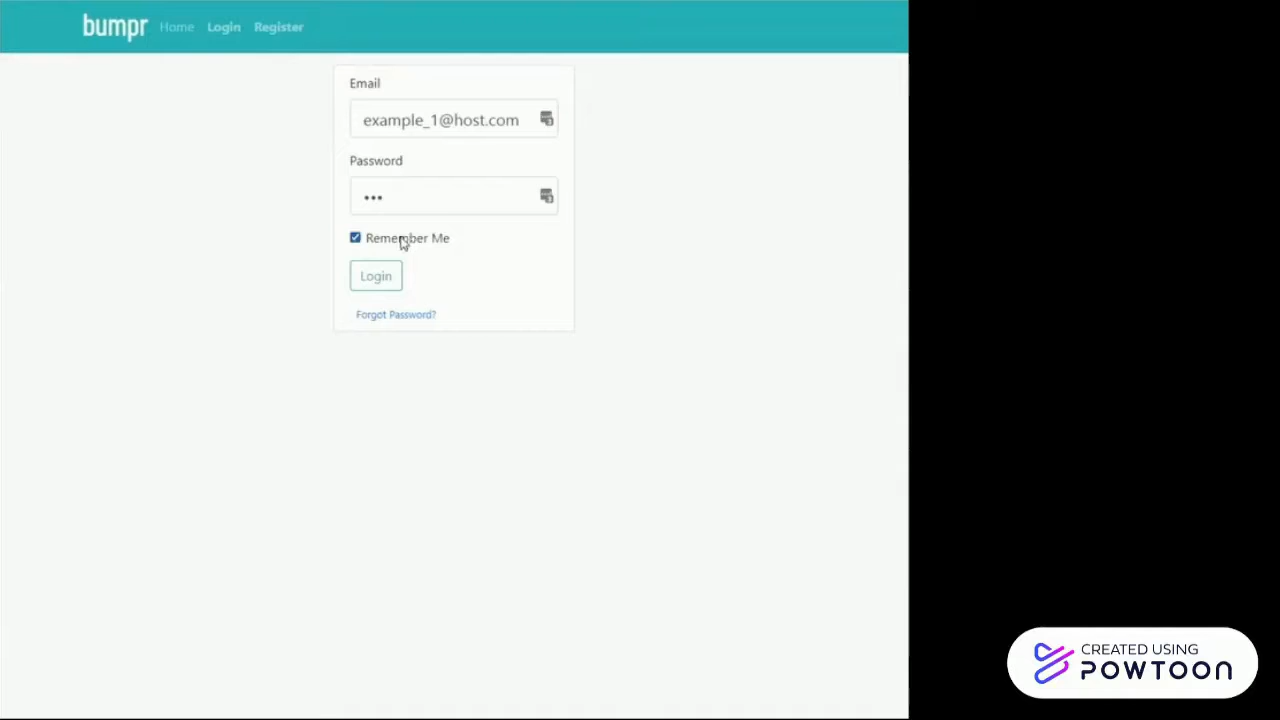 bumpr Home Login Register
Email
example_1@host.com
Password
•••
Remember Me
Login
Forgot Password?
CREATED USING
POWTOON